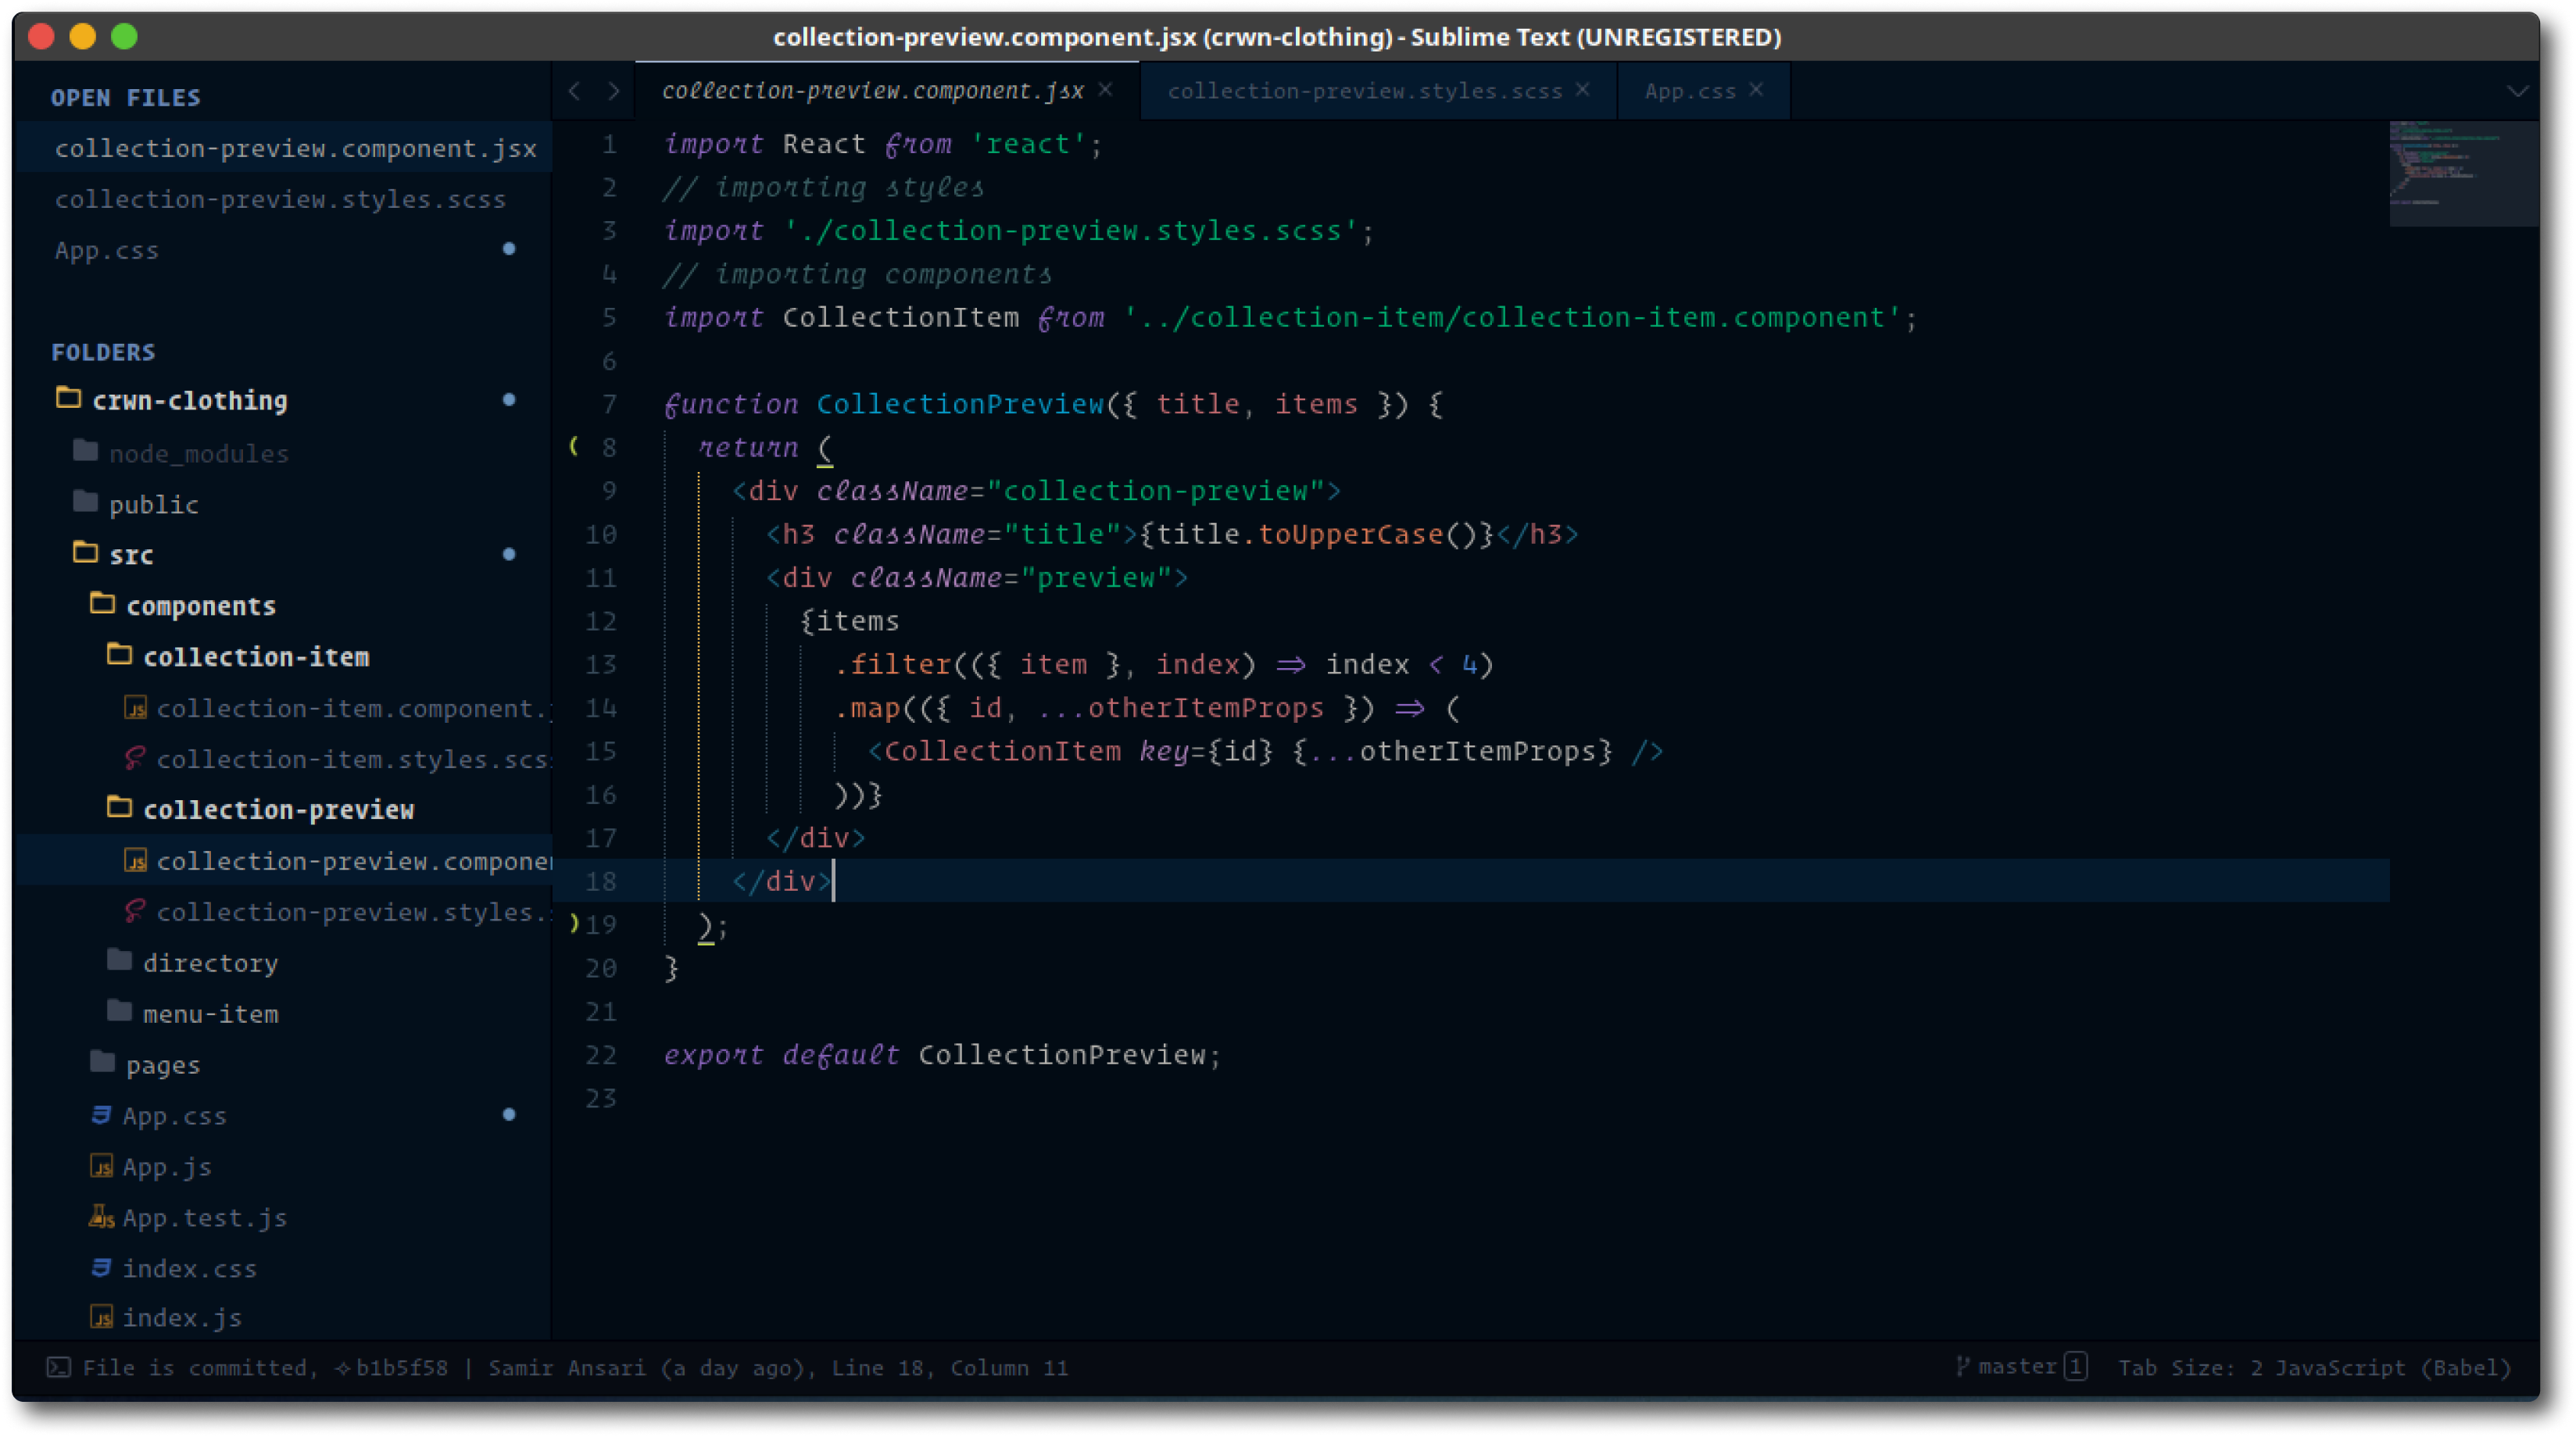 collection-preview.component.jsx (crwn-clothing) - Sublime Text (UNREGISTERED)
OPEN FILES
collection-preview.component.jsx
collection-preview.styles.scss
App.css
FOLDERS
crwn-clothing
node_modules
public
src
components
collection-item
collection-item.component.j
collection-item.styles.scs
collection-preview
collection-preview.compone
collection-preview.styles.
directory
menu-item
pages
App.css
App.js
App.test.js
index.css
index.js
collection-preview.component.jsx × collection-preview.styles.scss × App.css ×
1 import React from 'react';
2 // importing styles
3 import './collection-preview.styles.scss';
4 // importing components
5 import CollectionItem from '../collection-item/collection-item.component';
6
7 function CollectionPreview({ title, items }) {
8 return (
9 <div className="collection-preview">
10 <h3 className="title">{title.toUpperCase()}</h3>
11 <div className="preview">
12 {items
13 .filter(({ item }, index) => index < 4)
14 .map(({ id, ...otherItemProps }) => (
15 <CollectionItem key={id} {...otherItemProps} />
16 ))}
17 </div>
18 </div>
19 );
20 }
21
22 export default CollectionPreview;
23
File is committed, b1b5f58 | Samir Ansari (a day ago), Line 18, Column 11
master 1 Tab Size: 2 JavaScript (Babel)